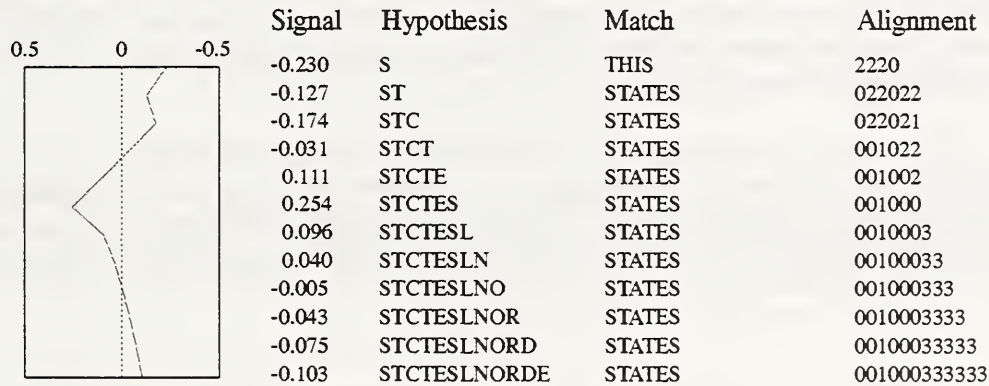 Signal Hypothesis Match Alignment
0.5 0 -0.5
-0.230 S THIS 2220
-0.127 ST STATES 022022
-0.174 STC STATES 022021
-0.031 STCT STATES 001022
0.111 STCTE STATES 001002
0.254 STCTES STATES 001000
0.096 STCTESL STATES 0010003
0.040 STCTESLN STATES 00100033
-0.005 STCTESLNO STATES 001000333
-0.043 STCTESLNOR STATES 0010003333
-0.075 STCTESLNORD STATES 00100033333
-0.103 STCTESLNORDE STATES 001000333333